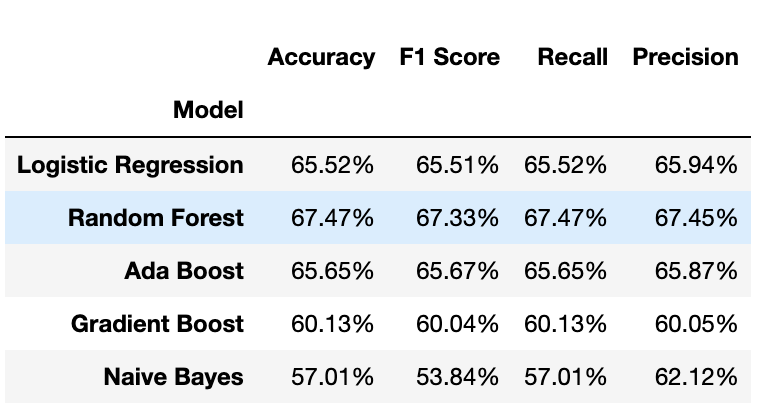 Accuracy F1 Score Recall Precision
Model
Logistic Regression 65.52% 65.51% 65.52% 65.94%
Random Forest 67.47% 67.33% 67.47% 67.45%
Ada Boost 65.65% 65.67% 65.65% 65.87%
Gradient Boost 60.13% 60.04% 60.13% 60.05%
Naive Bayes 57.01% 53.84% 57.01% 62.12%